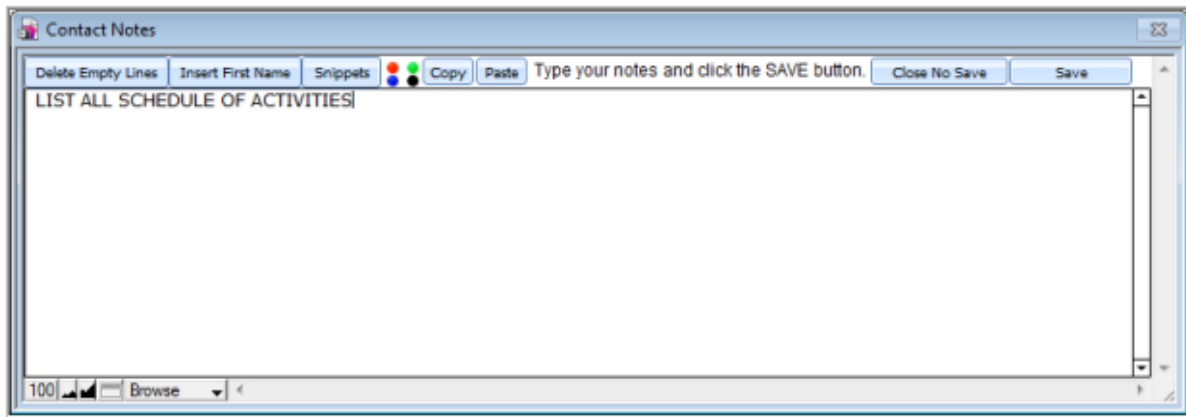 Contact Notes
Delete Empty Lines Insert First Name Snippets Copy Paste Type your notes and click the SAVE button. Close No Save Save
LIST ALL SCHEDULE OF ACTIVITIES
100 Browse